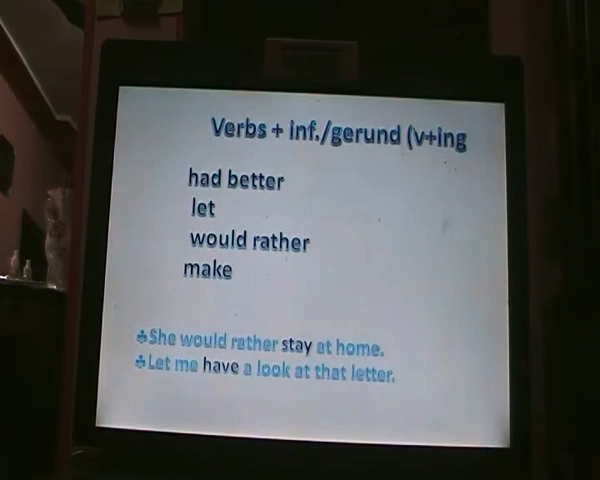 Verbs + inf./gerund (v+ing
had better
let
would rather
make
She would rather stay at home.
Let me have a look at that letter.